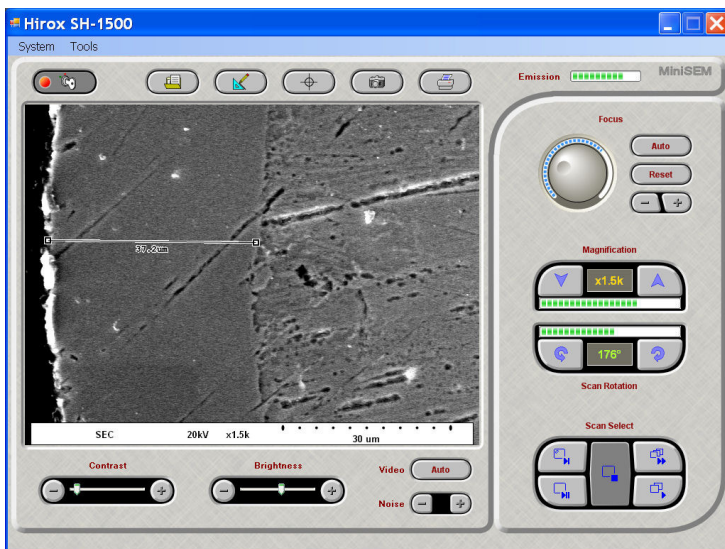 Hirox SH-1500
System Tools
Emission
MiniSEM
Focus
Auto
Reset
37.2um
Magnification
x1.5k
176°
Scan Rotation
SEC 20kV x1.5k 30 um
Scan Select
Contrast
Brightness
Video Auto
Noise